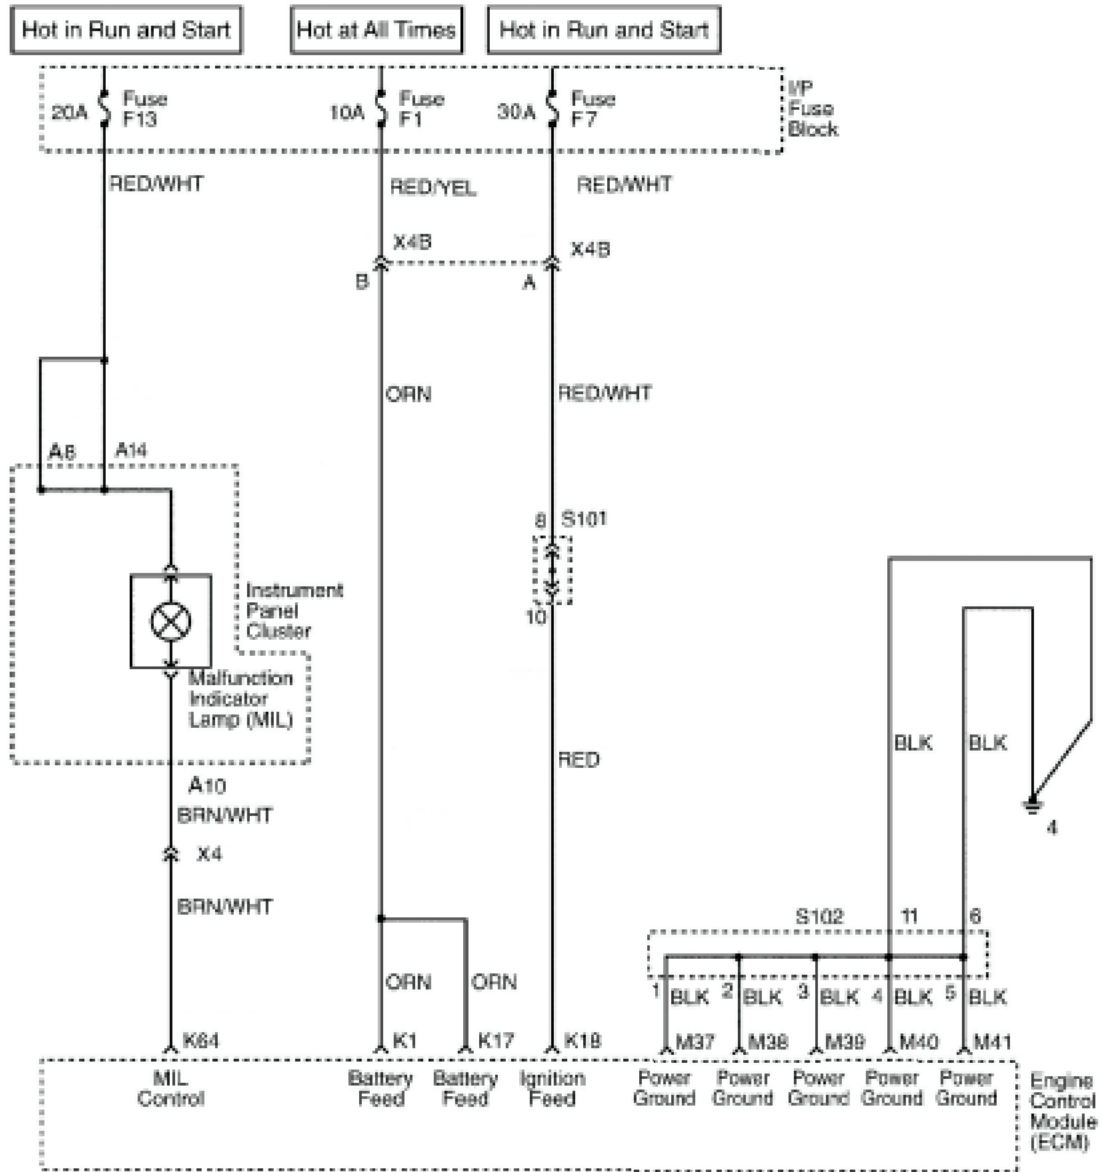 Hot in Run and Start
Hot at All Times
Hot in Run and Start
20A
Fuse
F13
10A
Fuse
F1
30A
Fuse
F7
I/P
Fuse
Block
RED/WHT
RED/YEL
RED/WHT
X4B
X4B
B
A
ORN
RED/WHT
A8
A14
8
S101
10
Instrument
Panel
Cluster
Malfunction
Indicator
Lamp (MIL)
RED
BLK
BLK
A10
BRN/WHT
4
X4
BRN/WHT
S102
11
6
ORN
ORN
1
BLK
2
BLK
3
BLK
4
BLK
5
BLK
K64
K1
K17
K18
M37
M38
M39
M40
M41
MIL
Control
Battery
Feed
Battery
Feed
Ignition
Feed
Power
Ground
Power
Ground
Power
Ground
Power
Ground
Power
Ground
Engine
Control
Module
(ECM)